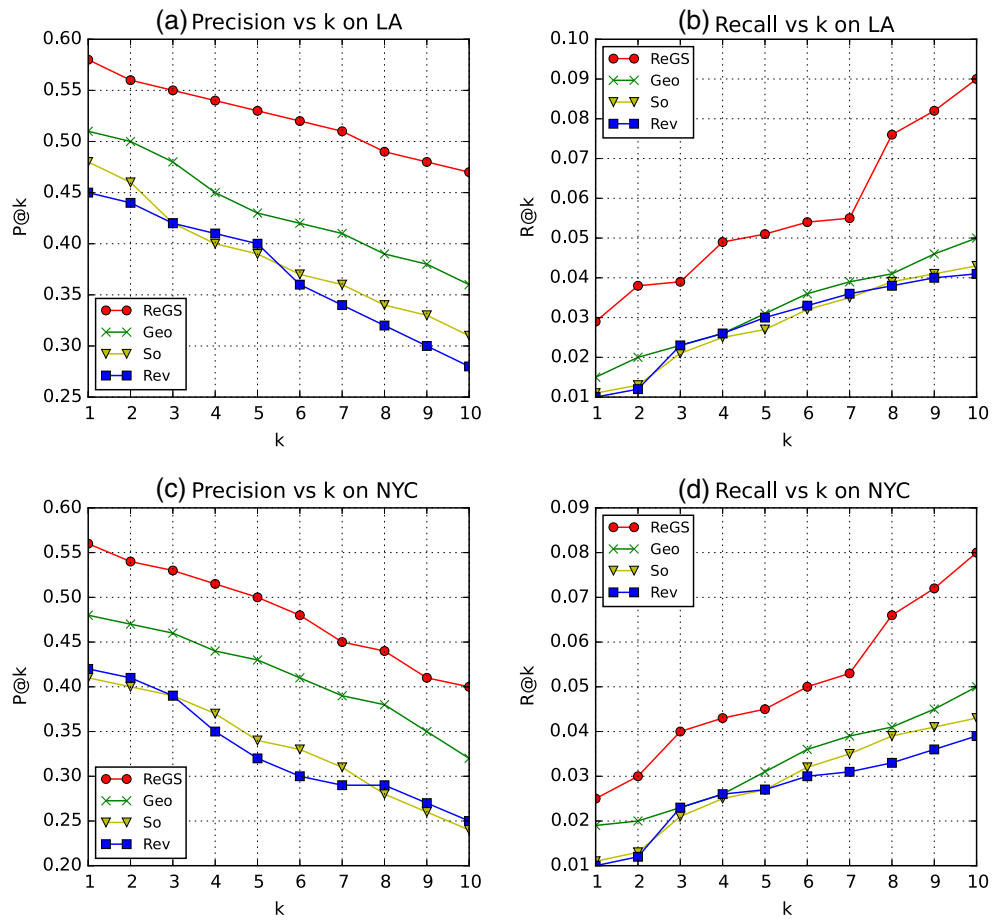 (a) Precision vs k on LA
0.60
0.55
0.50
0.45
0.40
0.35
0.30
0.25
P@k
ReGS
Geo
So
Rev
1 2 3 4 5 6 7 8 9 10
k
(b) Recall vs k on LA
0.10
0.09
0.08
0.07
0.06
0.05
0.04
0.03
0.02
0.01
R@k
ReGS
Geo
So
Rev
1 2 3 4 5 6 7 8 9 10
k
(c) Precision vs k on NYC
0.60
0.55
0.50
0.45
0.40
0.35
0.30
0.25
0.20
P@k
ReGS
Geo
So
Rev
1 2 3 4 5 6 7 8 9 10
k
(d) Recall vs k on NYC
0.09
0.08
0.07
0.06
0.05
0.04
0.03
0.02
0.01
R@k
ReGS
Geo
So
Rev
1 2 3 4 5 6 7 8 9 10
k